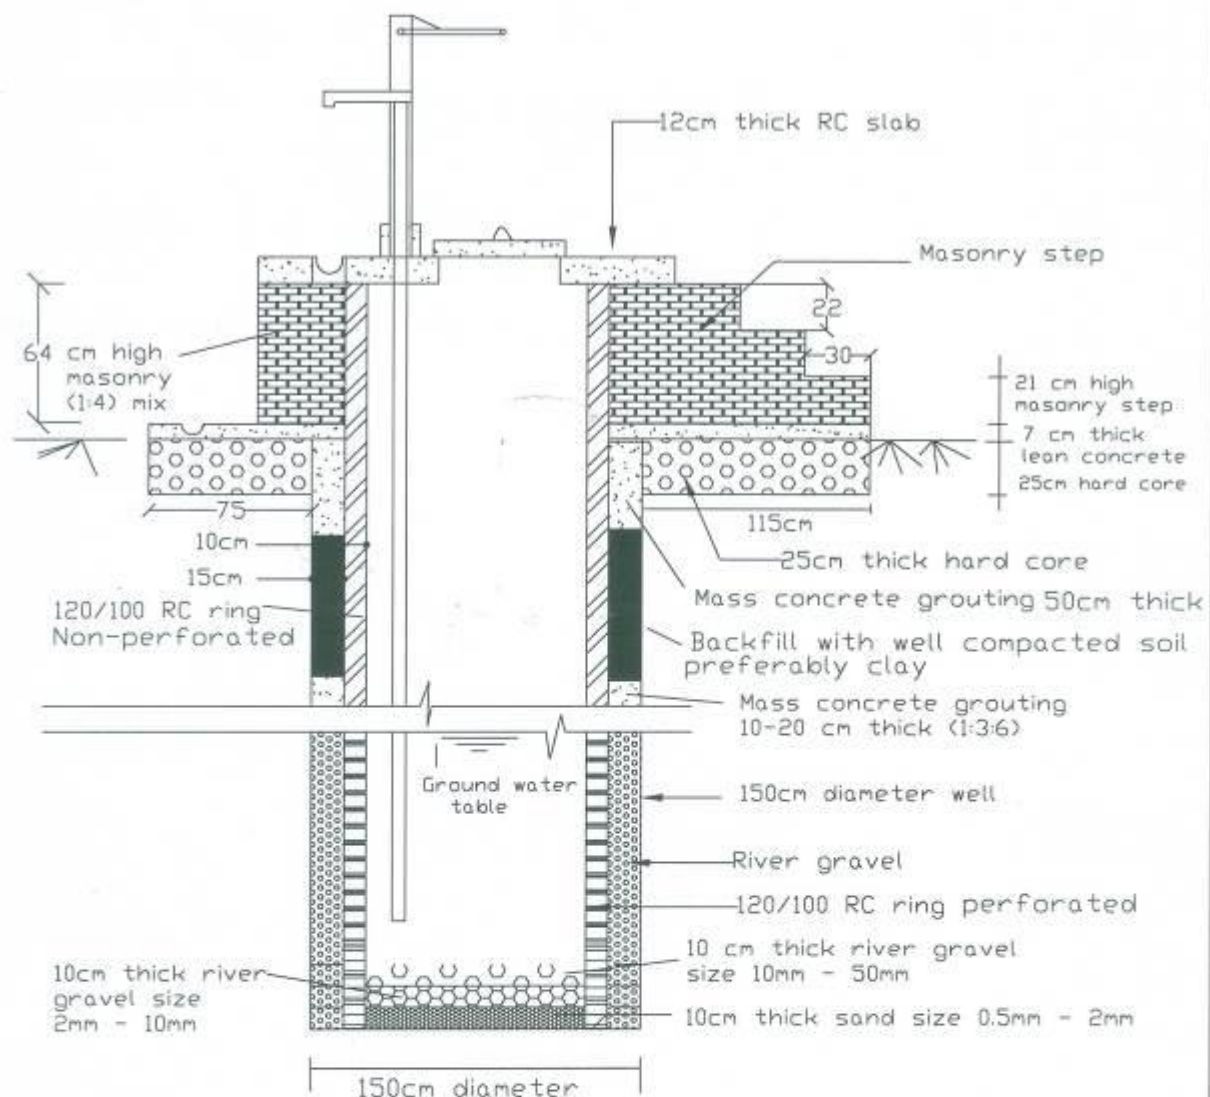 12cm thick RC slab
Masonry step
22
64 cm high
masonry
(1:4) mix
30
21 cm high
masonry step
7 cm thick
lean concrete
25cm hard core
75
115cm
10cm
25cm thick hard core
15cm
Mass concrete grouting 50cm thick
120/100 RC ring
Non-perforated
Backfill with well compacted soil
preferably clay
Mass concrete grouting
10-20 cm thick (1:3:6)
Ground water
table
150cm diameter well
River gravel
120/100 RC ring perforated
10 cm thick river gravel
size 10mm - 50mm
10cm thick river
gravel size
2mm - 10mm
10cm thick sand size 0.5mm - 2mm
150cm diameter